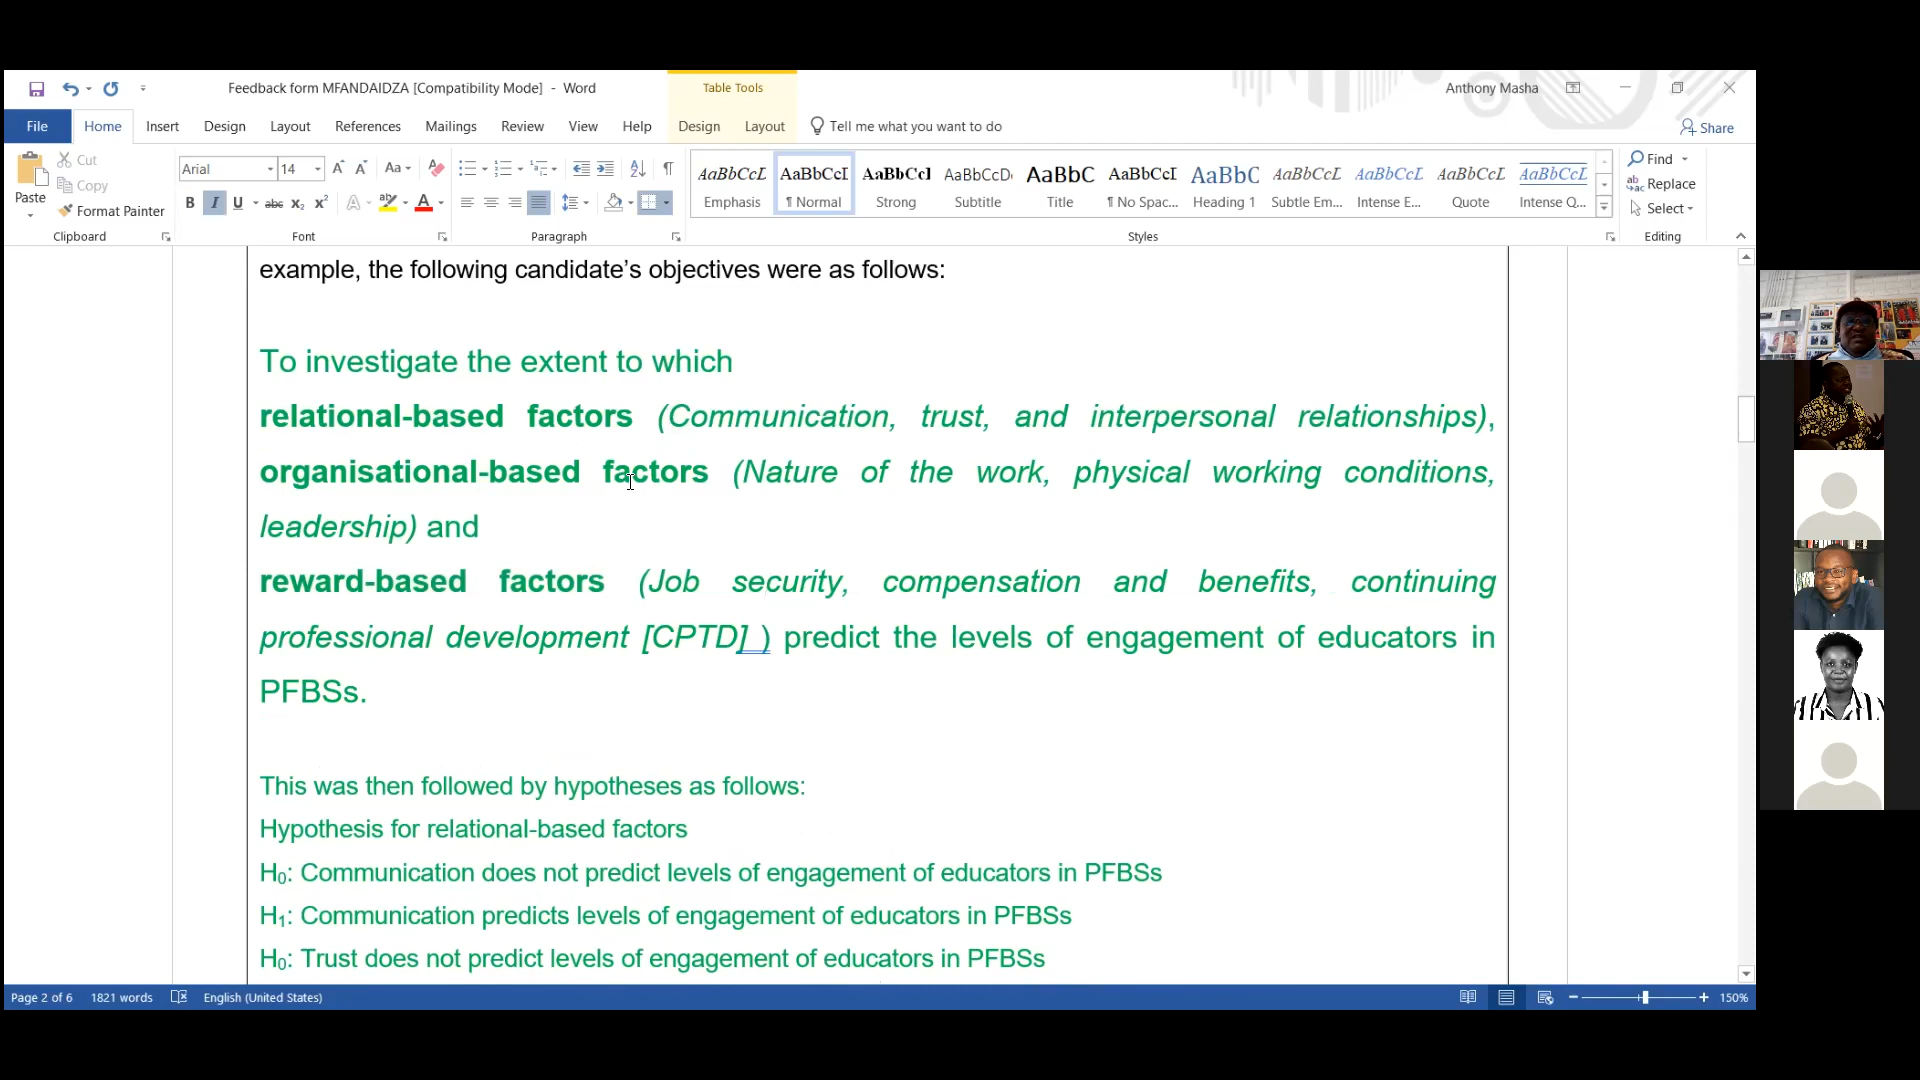 Feedback form MFANDAIDZA [Compatibility Mode] - Word
Table Tools
Anthony Masha
File Home Insert Design Layout References Mailings Review View Help Design Layout Tell me what you want to do Share
Paste
Cut
Copy
Format Painter
Clipboard
Arial 14
Font
Paragraph
AaBbCcL AaBbCcI AaBbCcI AaBbCcD AaBbC AaBbCcI AaBbC AaBbCcL AaBbCcL AaBbCcL AaBbCcL
Emphasis ¶ Normal Strong Subtitle Title ¶ No Spac... Heading 1 Subtle Em... Intense E... Quote Intense Q...
Styles
Find
Replace
Select
Editing
example, the following candidate’s objectives were as follows:
To investigate the extent to which
relational-based factors (Communication, trust, and interpersonal relationships),
organisational-based factors (Nature of the work, physical working conditions,
leadership) and
reward-based factors (Job security, compensation and benefits, continuing
professional development [CPTD] ) predict the levels of engagement of educators in
PFBSs.
This was then followed by hypotheses as follows:
Hypothesis for relational-based factors
H₀: Communication does not predict levels of engagement of educators in PFBSs
H₁: Communication predicts levels of engagement of educators in PFBSs
H₀: Trust does not predict levels of engagement of educators in PFBSs
Page 2 of 6 1821 words English (United States) 150%